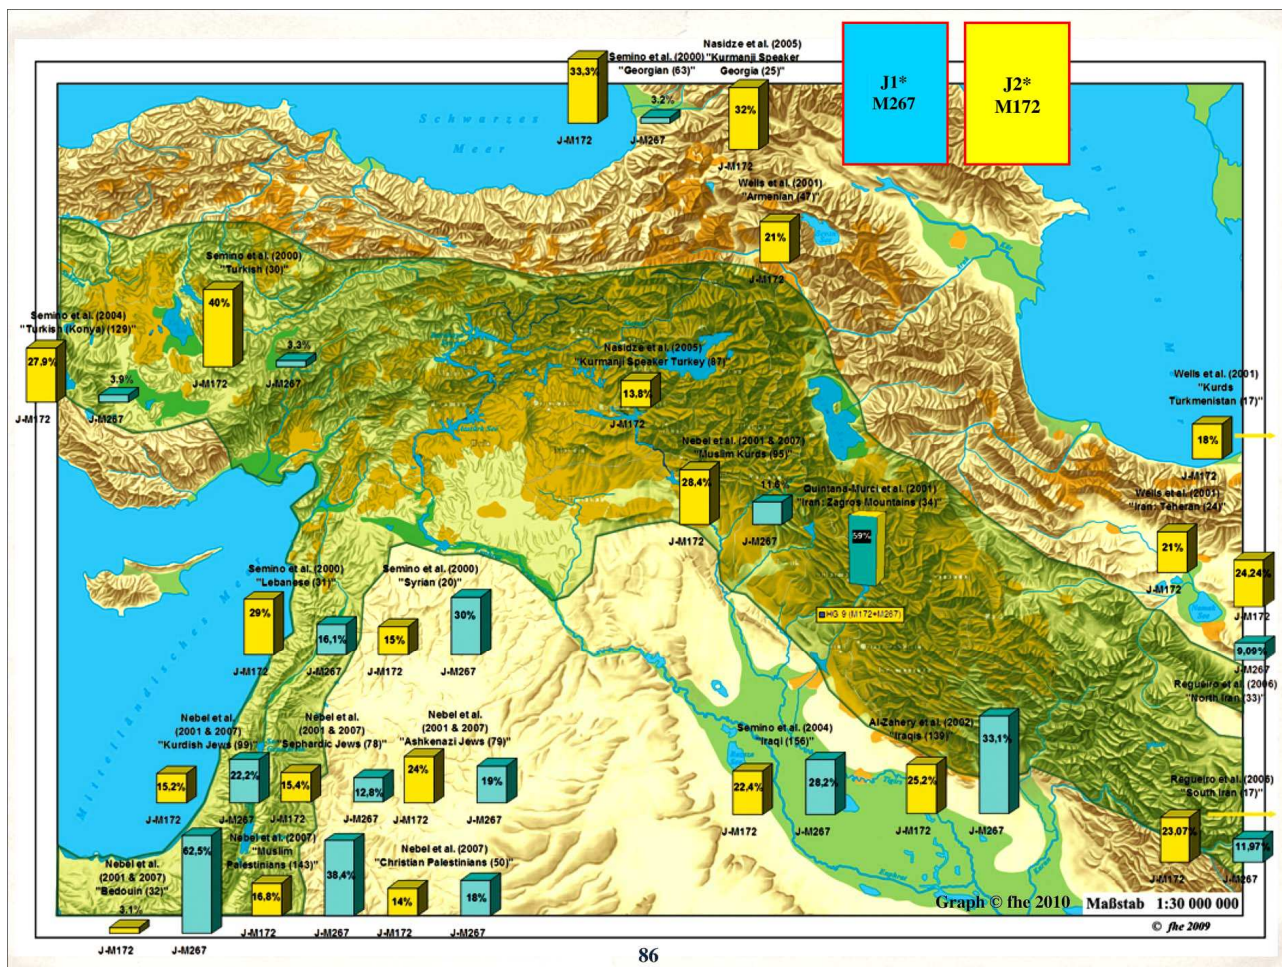 Nasidze et al. (2005)
"Kurmanji Speaker
Georgia (25)"
Semino et al. (2000)
"Georgian (63)"
33,3%
J-M172
3.2%
J-M267
32%
J-M172
J1*
M267
J2*
M172
Schwarzes
Meer
Wells et al. (2001)
"Armenian (47)"
21%
J-M172
Semino et al. (2000)
"Turkish (30)"
40%
J-M172
3.3%
J-M267
Semino et al. (2004)
"Turkish (Konya) (129)"
27.9%
J-M172
3.9%
J-M267
Nasidze et al. (2005)
"Kurmanji Speaker Turkey (87)"
13,8%
J-M172
Wells et al. (2001)
"Kurds
Turkmenistan (17)"
18%
J-M172
Nebel et al. (2001 & 2007)
"Muslim Kurds (95)"
28,4%
J-M172
11.6%
J-M267
Quintana-Murci et al. (2001)
"Iran: Zagros Mountains (34)"
59%
HG 9 (M172+M267)
Wells et al. (2001)
"Iran: Teheran (24)"
21%
J-M172
24,24%
J-M172
9,09%
J-M267
Regueiro et al. (2006)
"North Iran (33)"
Semino et al. (2000)
"Lebanese (31)"
29%
J-M172
16,1%
J-M267
Semino et al. (2000)
"Syrian (20)"
15%
J-M172
30%
J-M267
Mittelländisches
Nebel et al.
(2001 & 2007)
"Kurdish Jews (99)"
15,2%
J-M172
22,2%
J-M267
Nebel et al.
(2001 & 2007)
"Sephardic Jews (78)"
15,4%
J-M172
12,8%
J-M267
Nebel et al.
(2001 & 2007)
"Ashkenazi Jews (79)"
24%
J-M172
19%
J-M267
Semino et al. (2004)
"Iraqi (156)"
22,4%
J-M172
28,2%
J-M267
Al-Zahery et al. (2002)
"Iraqis (139)"
25.2%
J-M172
33,1%
J-M267
Tigris
Euphrat
Regueiro et al. (2006)
"South Iran (17)"
23,07%
J-M172
11,97%
J-M267
Nebel et al.
(2001 & 2007)
"Bedouin (32)"
3.1%
J-M172
62,5%
J-M267
Nebel et al. (2007)
"Muslim
Palestinians (143)"
16,8%
J-M172
38,4%
J-M267
Nebel et al. (2007)
"Christian Palestinians (50)"
14%
J-M172
18%
J-M267
Graph © fhe 2010
Maßstab 1:30 000 000
© fhe 2009
86